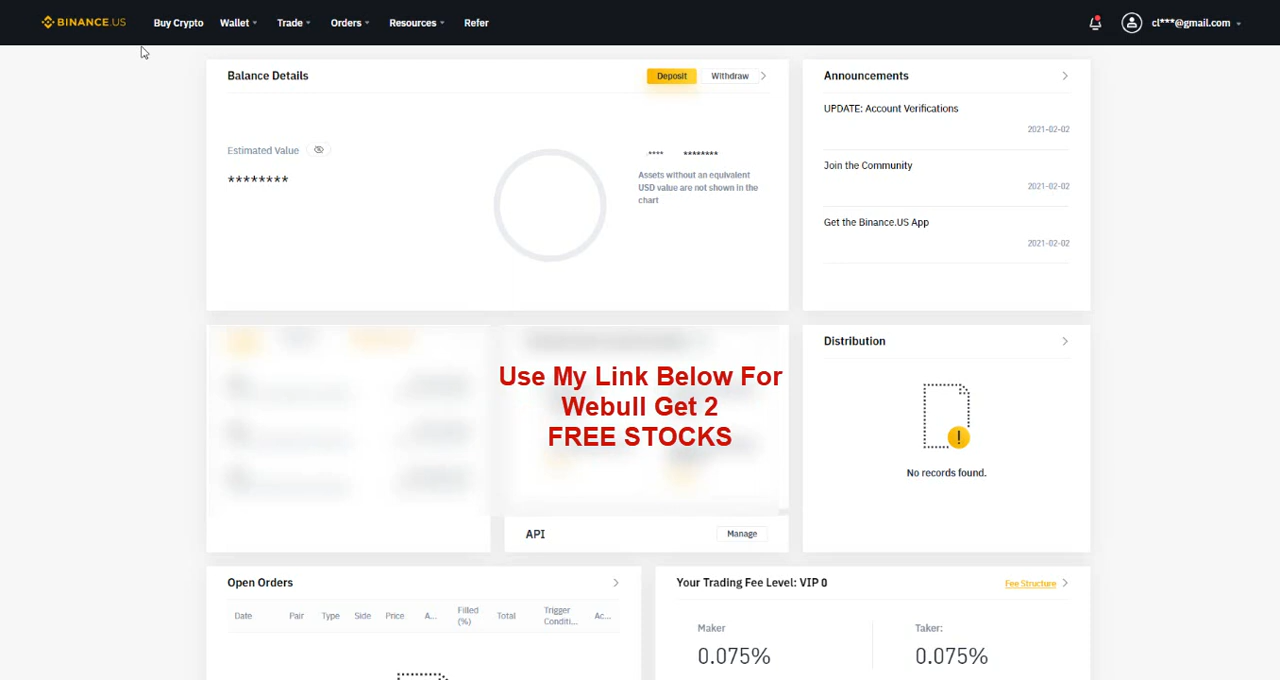 BINANCE.US Buy Crypto Wallet Trade Orders Resources Refer cl***@gmail.com
Balance Details Deposit Withdraw
Estimated Value
********
.**** ********
Assets without an equivalent
USD value are not shown in the
chart
Announcements
UPDATE: Account Verifications
2021-02-02
Join the Community
2021-02-02
Get the Binance.US App
2021-02-02
Use My Link Below For
Webull Get 2
FREE STOCKS
API Manage
Distribution
!
No records found.
Open Orders
Date Pair Type Side Price A... Filled (%) Total Trigger Conditi... Ac...
Your Trading Fee Level: VIP 0 Fee Structure
Maker
0.075%
Taker:
0.075%